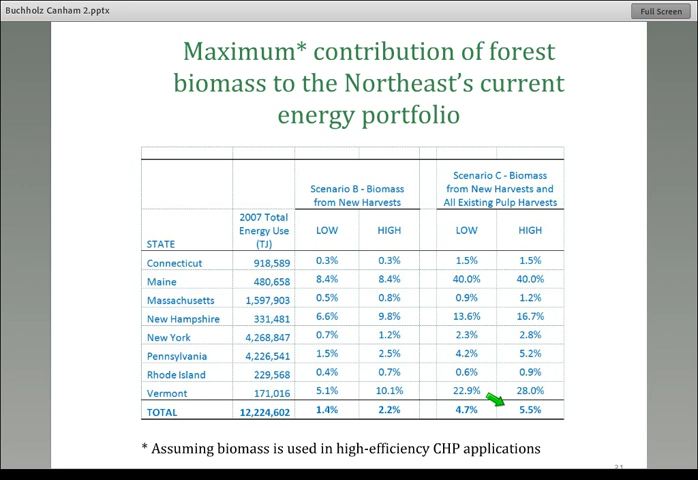 Buchholz Canham 2.pptx
Full Screen
Maximum* contribution of forest
biomass to the Northeast's current
energy portfolio
Scenario B - Biomass
from New Harvests
Scenario C - Biomass
from New Harvests and
All Existing Pulp Harvests
STATE
2007 Total
Energy Use
(TJ)
LOW HIGH LOW HIGH
Connecticut 918,589 0.3% 0.3% 1.5% 1.5%
Maine 480,658 8.4% 8.4% 40.0% 40.0%
Massachusetts 1,597,903 0.5% 0.8% 0.9% 1.2%
New Hampshire 331,481 6.6% 9.8% 13.6% 16.7%
New York 4,268,847 0.7% 1.2% 2.3% 2.8%
Pennsylvania 4,226,541 1.5% 2.5% 4.2% 5.2%
Rhode Island 229,568 0.4% 0.7% 0.6% 0.9%
Vermont 171,016 5.1% 10.1% 22.9% 28.0%
TOTAL 12,224,602 1.4% 2.2% 4.7% 5.5%
* Assuming biomass is used in high-efficiency CHP applications